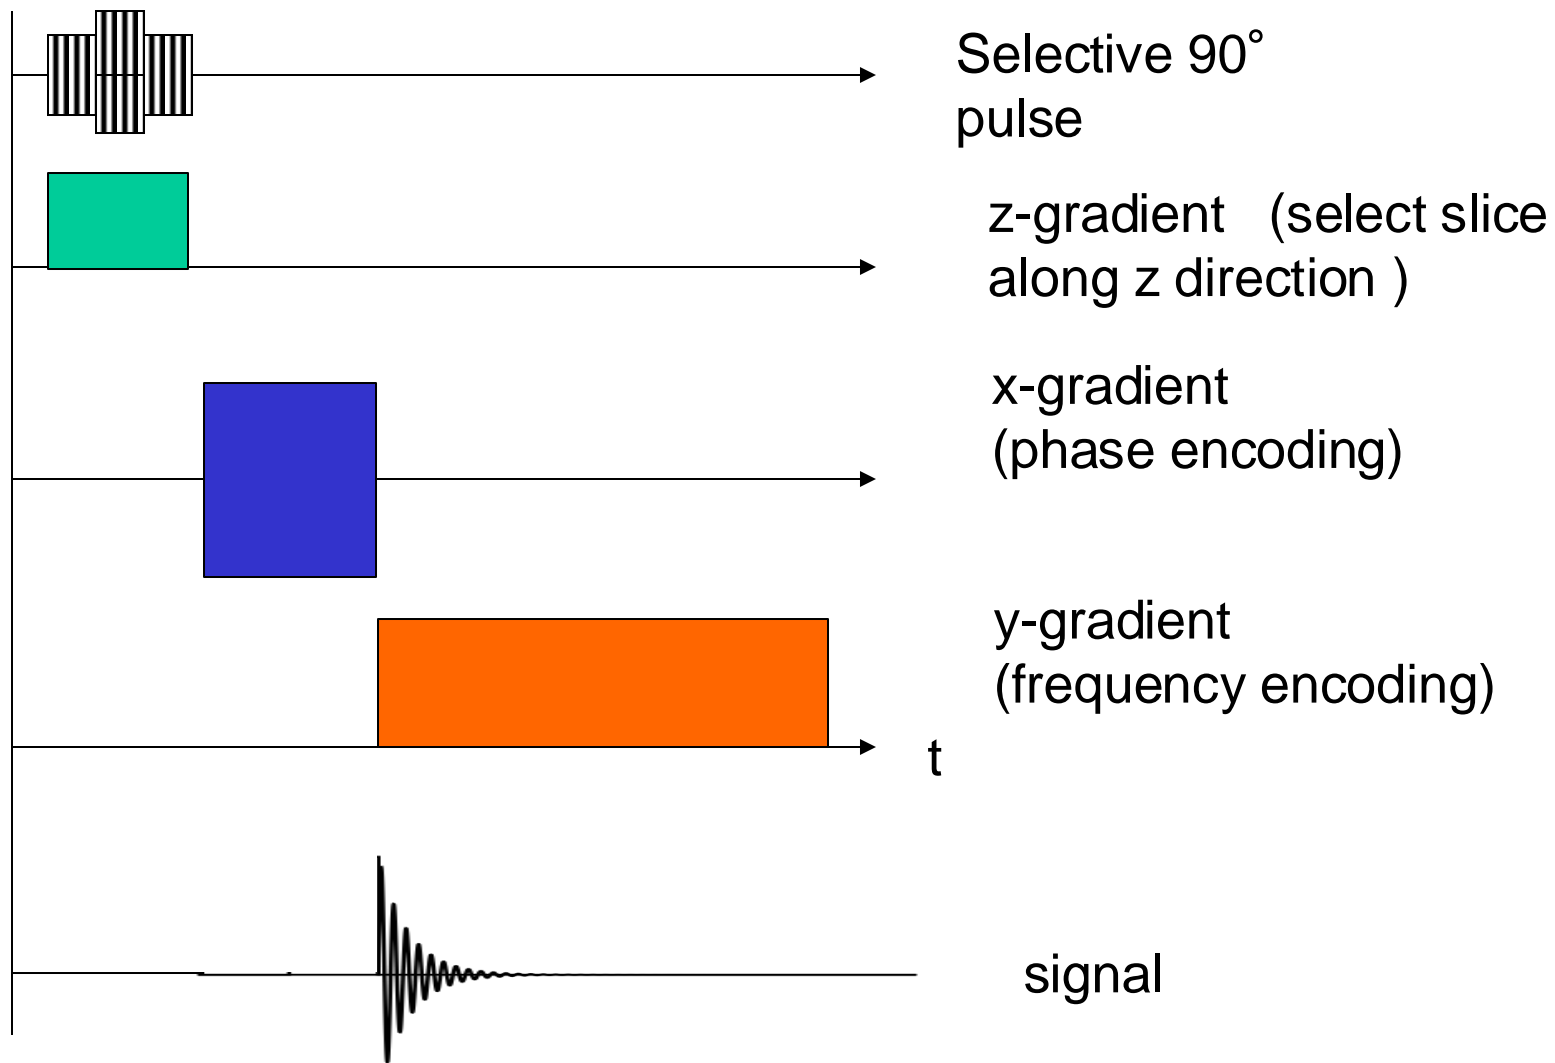 Selective 90°
pulse
z-gradient (select slice
along z direction )
x-gradient
(phase encoding)
y-gradient
(frequency encoding)
t
signal